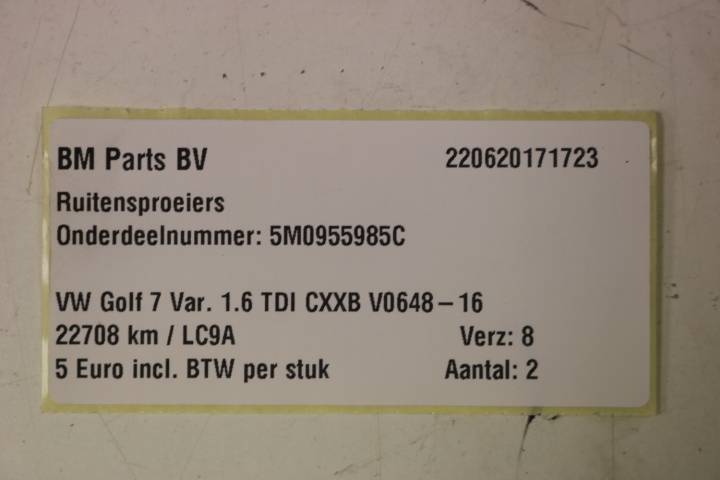 BM Parts BV 220620171723
Ruitensproeiers
Onderdeelnummer: 5M0955985C
VW Golf 7 Var. 1.6 TDI CXXB V0648-16
22708 km / LC9A Verz: 8
5 Euro incl. BTW per stuk Aantal: 2